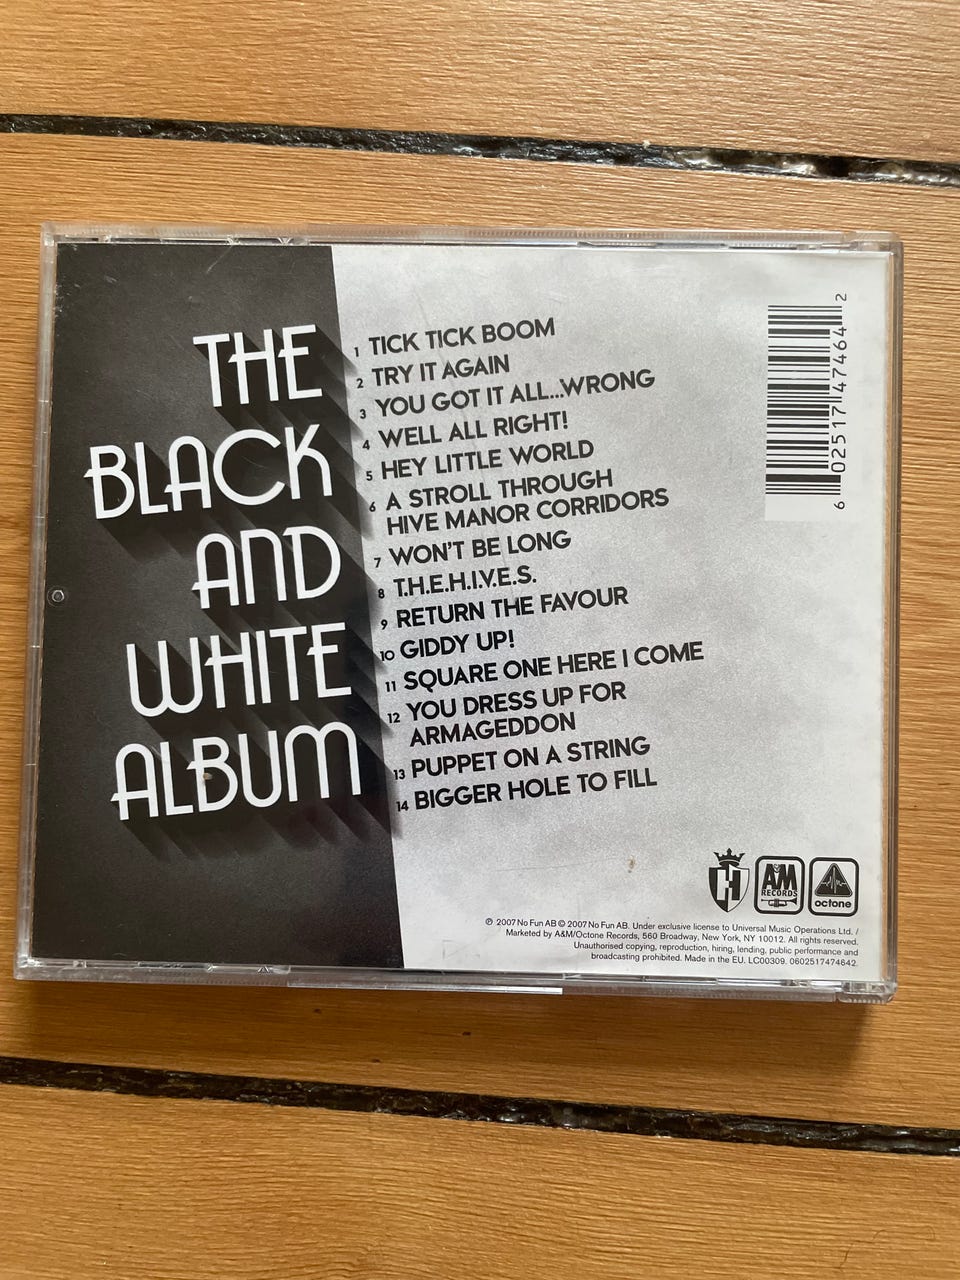 THE
BLACK
AND
WHITE
ALBUM
1 TICK TICK BOOM
2 TRY IT AGAIN
3 YOU GOT IT ALL...WRONG
4 WELL ALL RIGHT!
5 HEY LITTLE WORLD
6 A STROLL THROUGH
HIVE MANOR CORRIDORS
7 WON'T BE LONG
8 T.H.E.H.I.V.E.S.
9 RETURN THE FAVOUR
10 GIDDY UP!
11 SQUARE ONE HERE I COME
12 YOU DRESS UP FOR
ARMAGEDDON
13 PUPPET ON A STRING
14 BIGGER HOLE TO FILL
6 02517 47464 2
H
A&M
RECORDS
octone
℗ 2007 No Fun AB © 2007 No Fun AB. Under exclusive license to Universal Music Operations Ltd. /
Marketed by A&M/Octone Records, 560 Broadway, New York, NY 10012. All rights reserved.
Unauthorised copying, reproduction, hiring, lending, public performance and
broadcasting prohibited. Made in the EU. LC00309. 0602517474642.